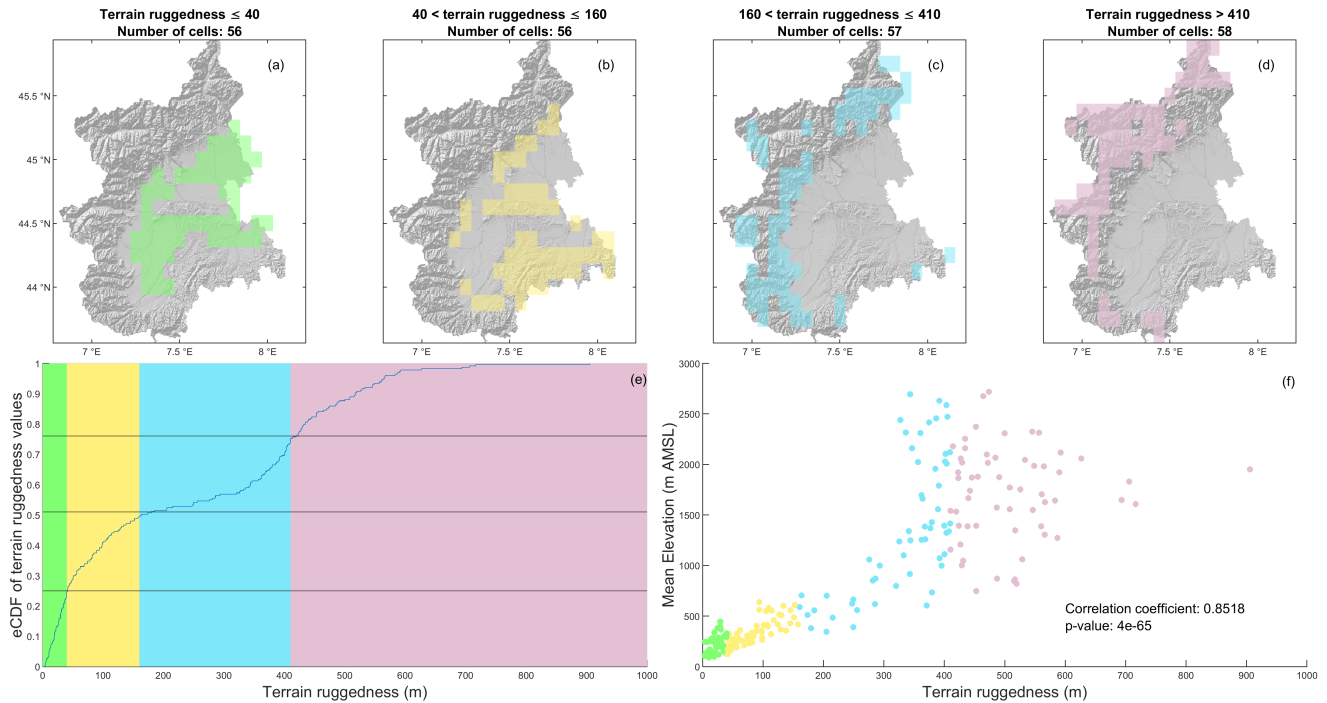 Terrain ruggedness ≤ 40
Number of cells: 56
40 < terrain ruggedness ≤ 160
Number of cells: 56
160 < terrain ruggedness ≤ 410
Number of cells: 57
Terrain ruggedness > 410
Number of cells: 58
(a)
(b)
(c)
(d)
45.5 °N
45 °N
44.5 °N
44 °N
7 °E
7.5 °E
8 °E
7 °E
7.5 °E
8 °E
7 °E
7.5 °E
8 °E
7 °E
7.5 °E
8 °E
eCDF of terrain ruggedness values
1
0.9
0.8
0.7
0.6
0.5
0.4
0.3
0.2
0.1
0
(e)
0
100
200
300
400
500
600
700
800
900
1000
Terrain ruggedness (m)
Mean Elevation (m AMSL)
3000
2500
2000
1500
1000
500
0
(f)
Correlation coefficient: 0.8518
p-value: 4e-65
0
100
200
300
400
500
600
700
800
900
1000
Terrain ruggedness (m)